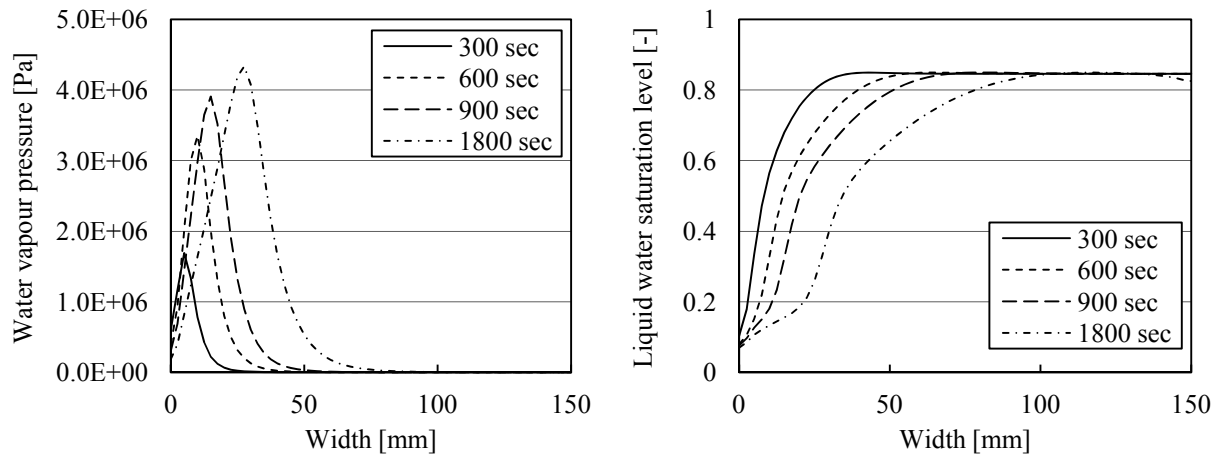 Water vapour pressure [Pa]
5.0E+06
4.0E+06
3.0E+06
2.0E+06
1.0E+06
0.0E+00
0
50
100
150
Width [mm]
300 sec
600 sec
900 sec
1800 sec
Liquid water saturation level [-]
1
0.8
0.6
0.4
0.2
0
0
50
100
150
Width [mm]
300 sec
600 sec
900 sec
1800 sec